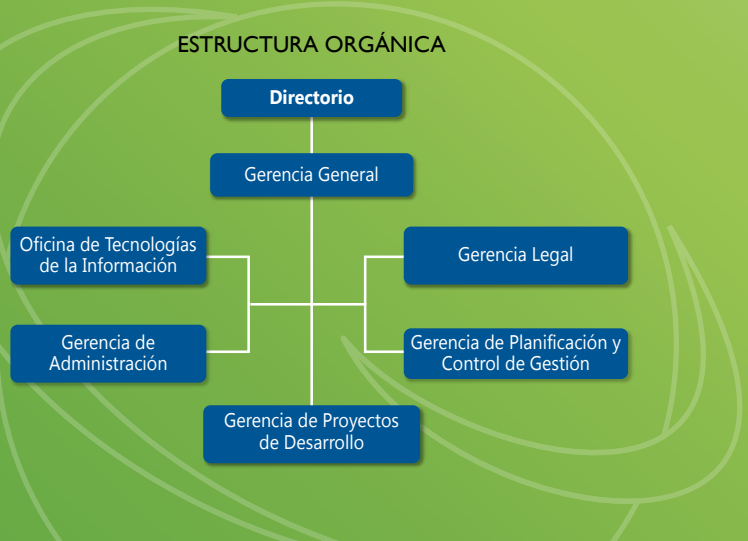 ESTRUCTURA ORGÁNICA
Directorio
Gerencia General
Oficina de Tecnologías
de la Información
Gerencia Legal
Gerencia de
Administración
Gerencia de Planificación y
Control de Gestión
Gerencia de Proyectos
de Desarrollo